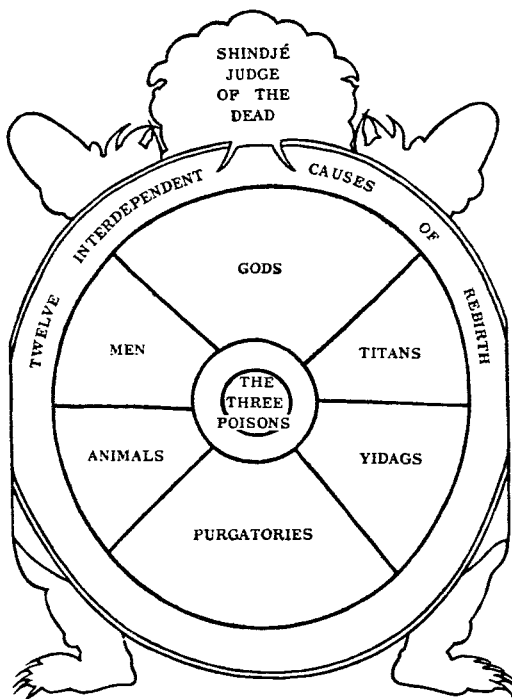 SHINDJÉ
JUDGE
OF THE
DEAD
TWELVE INTERDEPENDENT CAUSES OF REBIRTH
GODS
MEN
TITANS
THE
THREE
POISONS
ANIMALS
YIDAGS
PURGATORIES